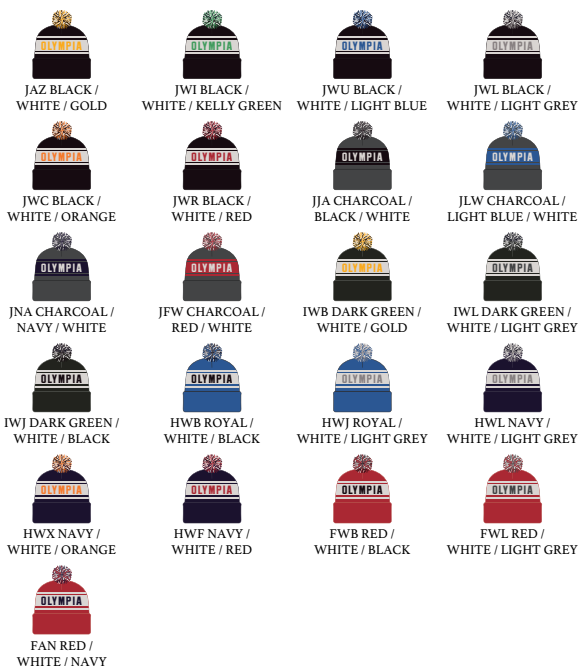 OLYMPIA
JAZ BLACK /
WHITE / GOLD
OLYMPIA
JWI BLACK /
WHITE / KELLY GREEN
OLYMPIA
JWU BLACK /
WHITE / LIGHT BLUE
OLYMPIA
JWL BLACK /
WHITE / LIGHT GREY
OLYMPIA
JWC BLACK /
WHITE / ORANGE
OLYMPIA
JWR BLACK /
WHITE / RED
OLYMPIA
JJA CHARCOAL /
BLACK / WHITE
OLYMPIA
JLW CHARCOAL /
LIGHT BLUE / WHITE
OLYMPIA
JNA CHARCOAL /
NAVY / WHITE
OLYMPIA
JFW CHARCOAL /
RED / WHITE
OLYMPIA
IWB DARK GREEN /
WHITE / GOLD
OLYMPIA
IWL DARK GREEN /
WHITE / LIGHT GREY
OLYMPIA
IWJ DARK GREEN /
WHITE / BLACK
OLYMPIA
HWB ROYAL /
WHITE / BLACK
OLYMPIA
HWJ ROYAL /
WHITE / LIGHT GREY
OLYMPIA
HWL NAVY /
WHITE / LIGHT GREY
OLYMPIA
HWX NAVY /
WHITE / ORANGE
OLYMPIA
HWF NAVY /
WHITE / RED
OLYMPIA
FWB RED /
WHITE / BLACK
OLYMPIA
FWL RED /
WHITE / LIGHT GREY
OLYMPIA
FAN RED /
WHITE / NAVY